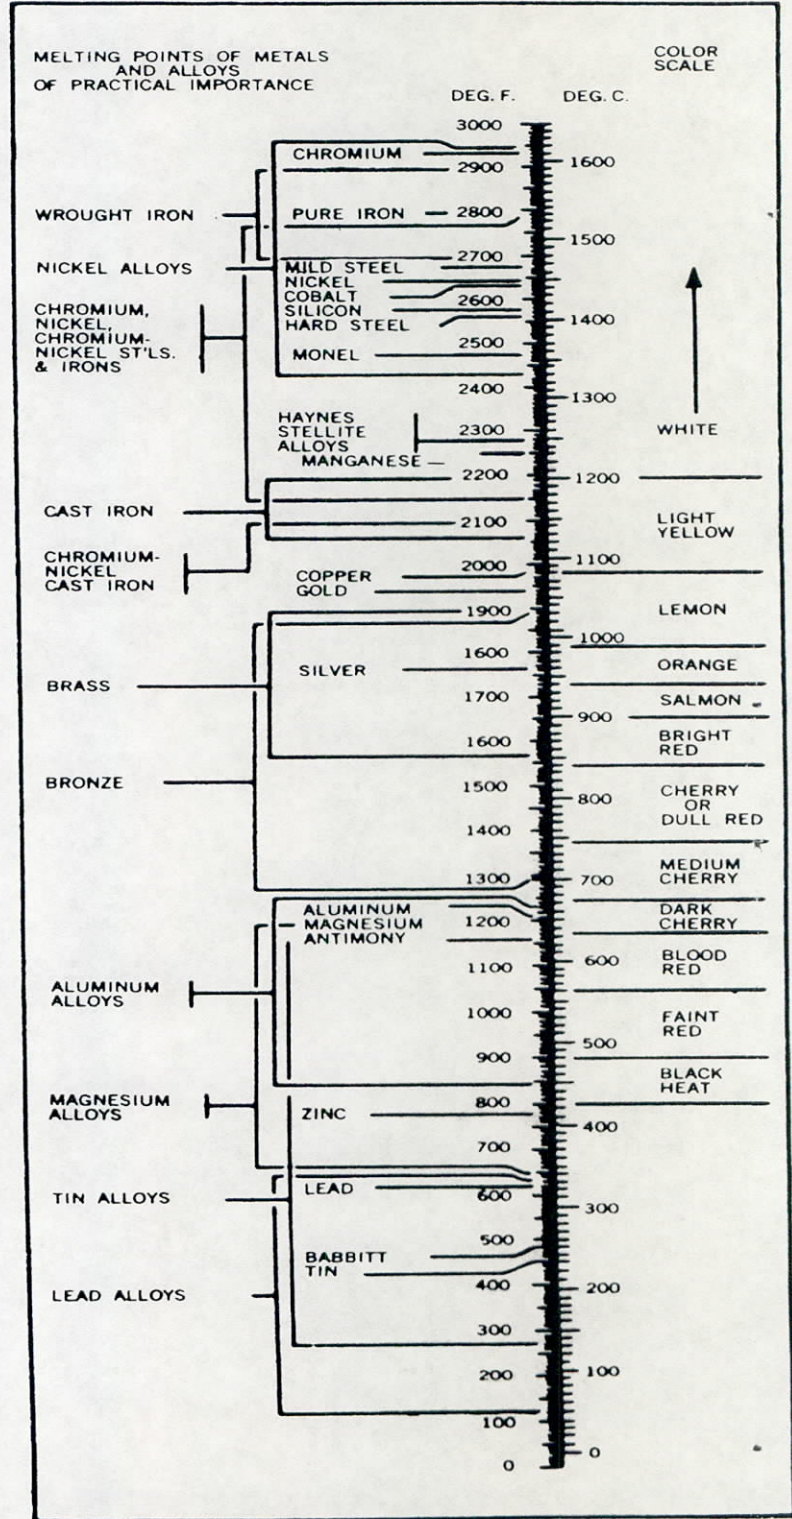 MELTING POINTS OF METALS
AND ALLOYS
OF PRACTICAL IMPORTANCE
COLOR
SCALE
DEG. F.
DEG. C.
3000
2900
2800
2700
2600
2500
2400
2300
2200
2100
2000
1900
1600
1700
1600
1500
1400
1300
1200
1100
1000
900
800
700
600
500
400
300
200
100
0
1600
1500
1400
1300
1200
1100
1000
900
800
700
600
500
400
300
200
100
0
WROUGHT IRON
NICKEL ALLOYS
CHROMIUM,
NICKEL,
CHROMIUM-
NICKEL ST'LS.
& IRONS
CAST IRON
CHROMIUM-
NICKEL
CAST IRON
BRASS
BRONZE
ALUMINUM
ALLOYS
MAGNESIUM
ALLOYS
TIN ALLOYS
LEAD ALLOYS
CHROMIUM
PURE IRON
MILD STEEL
NICKEL
COBALT
SILICON
HARD STEEL
MONEL
HAYNES
STELLITE
ALLOYS
MANGANESE
COPPER
GOLD
SILVER
ALUMINUM
MAGNESIUM
ANTIMONY
ZINC
LEAD
BABBITT
TIN
WHITE
LIGHT
YELLOW
LEMON
ORANGE
SALMON
BRIGHT
RED
CHERRY
OR
DULL RED
MEDIUM
CHERRY
DARK
CHERRY
BLOOD
RED
FAINT
RED
BLACK
HEAT